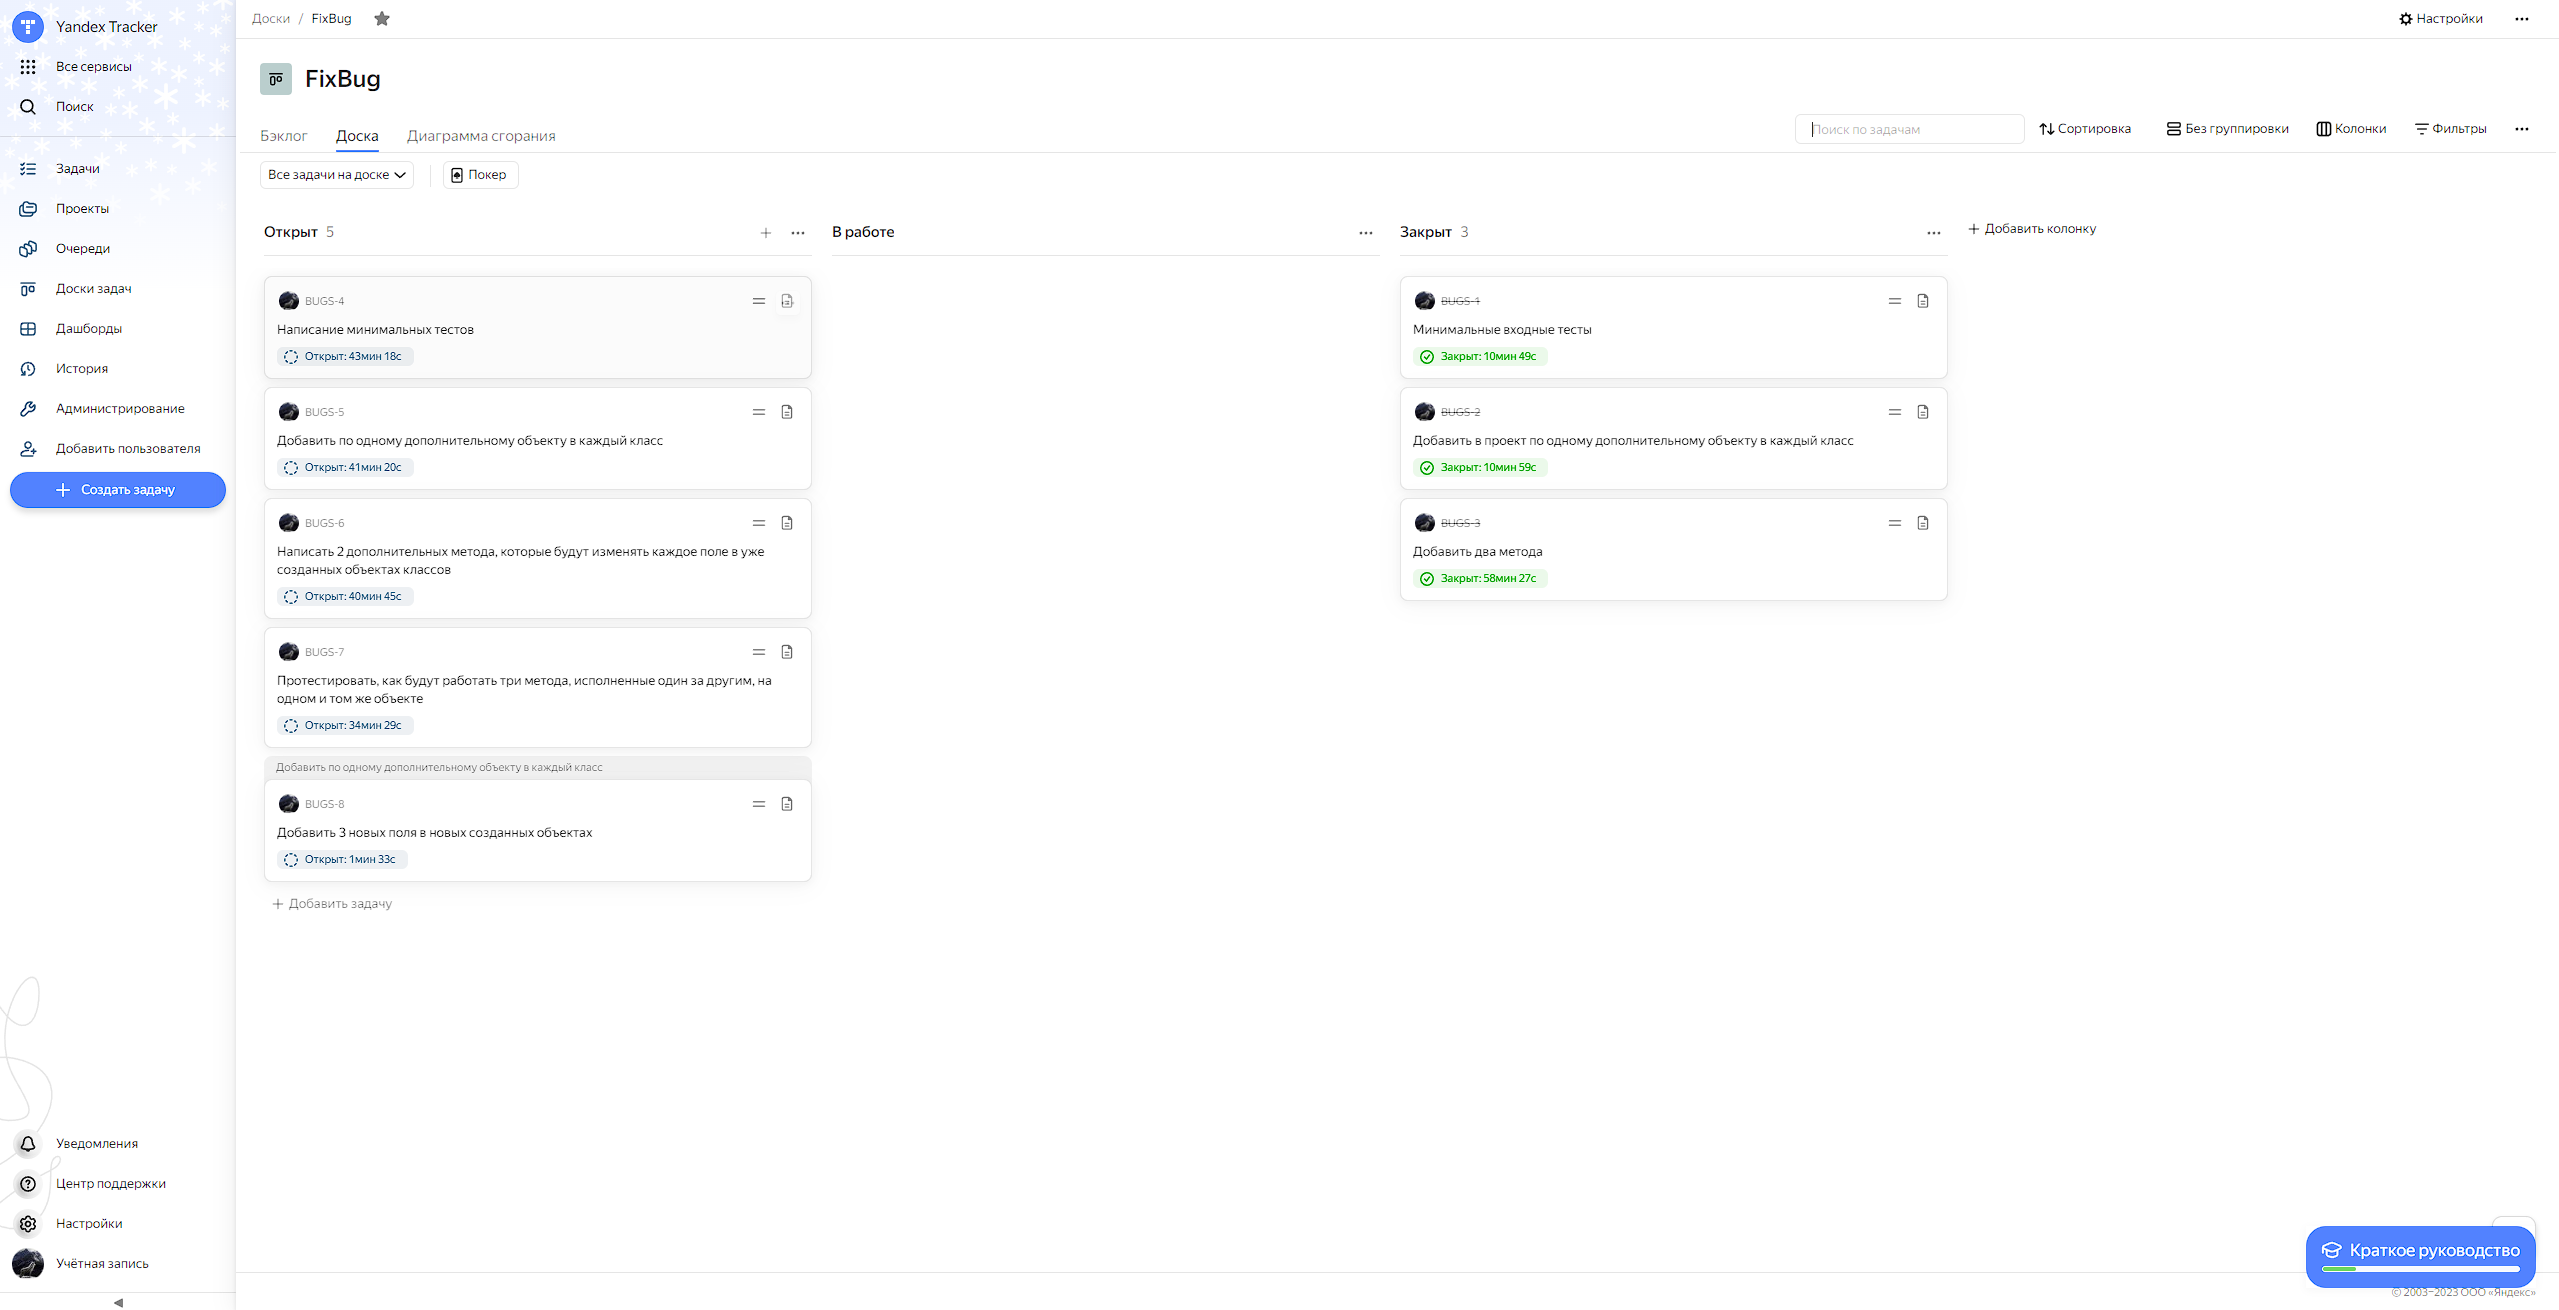 Yandex Tracker
Все сервисы
Поиск
Задачи
Проекты
Очереди
Доски задач
Дашборды
История
Администрирование
Добавить пользователя
+ Создать задачу
Уведомления
Центр поддержки
Настройки
Учётная запись
Доски / FixBug
Настройки
FixBug
Бэклог Доска Диаграмма сгорания
Поиск по задачам Сортировка Без группировки Колонки Фильтры
Все задачи на доске Покер
Открыт 5
BUGS-4
Написание минимальных тестов
Открыт: 43мин 18с
BUGS-5
Добавить по одному дополнительному объекту в каждый класс
Открыт: 41мин 20с
BUGS-6
Написать 2 дополнительных метода, которые будут изменять каждое поле в уже
созданных объектах классов
Открыт: 40мин 45с
BUGS-7
Протестировать, как будут работать три метода, исполненные один за другим, на
одном и том же объекте
Открыт: 34мин 29с
Добавить по одному дополнительному объекту в каждый класс
BUGS-8
Добавить 3 новых поля в новых созданных объектах
Открыт: 1мин 33с
+ Добавить задачу
В работе
Закрыт 3
BUGS-1
Минимальные входные тесты
Закрыт: 10мин 49с
BUGS-2
Добавить в проект по одному дополнительному объекту в каждый класс
Закрыт: 10мин 59с
BUGS-3
Добавить два метода
Закрыт: 58мин 27с
+ Добавить колонку
Краткое руководство
© 2003–2023 ООО «Яндекс»